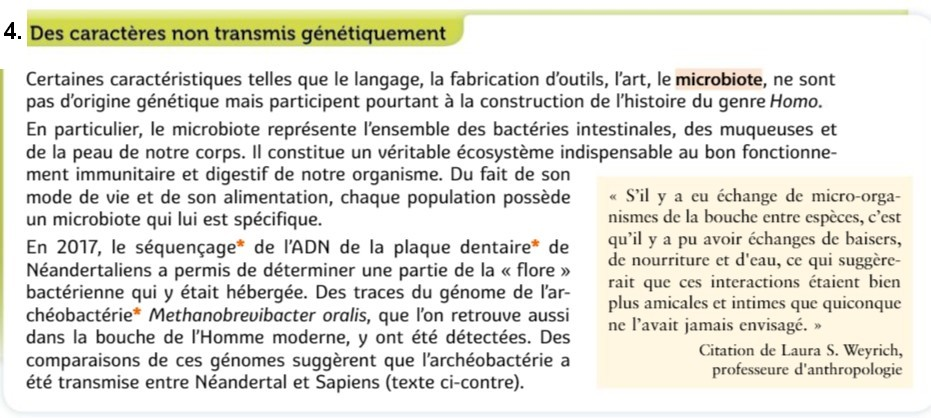 4. Des caractères non transmis génétiquement
Certaines caractéristiques telles que le langage, la fabrication d'outils, l'art, le microbiote, ne sont
pas d'origine génétique mais participent pourtant à la construction de l'histoire du genre Homo.
En particulier, le microbiote représente l'ensemble des bactéries intestinales, des muqueuses et
de la peau de notre corps. Il constitue un véritable écosystème indispensable au bon fonctionne-
ment immunitaire et digestif de notre organisme. Du fait de son
mode de vie et de son alimentation, chaque population possède
un microbiote qui lui est spécifique.
En 2017, le séquençage* de l'ADN de la plaque dentaire* de
Néandertaliens a permis de déterminer une partie de la « flore »
bactérienne qui y était hébergée. Des traces du génome de l'ar-
chéobactérie* Methanobrevibacter oralis, que l'on retrouve aussi
dans la bouche de l'Homme moderne, y ont été détectées. Des
comparaisons de ces génomes suggèrent que l'archéobactérie a
été transmise entre Néandertal et Sapiens (texte ci-contre).
« S'il y a eu échange de micro-orga-
nismes de la bouche entre espèces, c'est
qu'il y a pu avoir échanges de baisers,
de nourriture et d'eau, ce qui suggère-
rait que ces interactions étaient bien
plus amicales et intimes que quiconque
ne l'avait jamais envisagé. »
Citation de Laura S. Weyrich,
professeure d'anthropologie